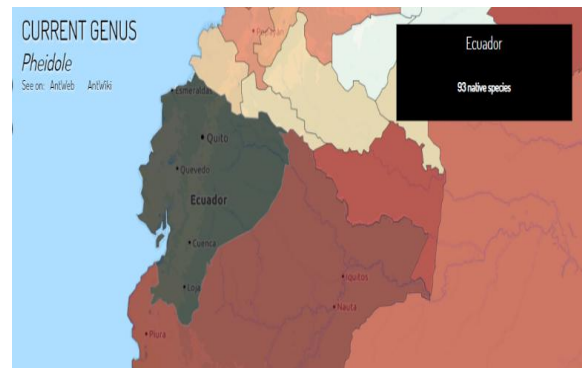 CURRENT GENUS
Pheidole
See on: AntWeb AntWiki
Ecuador
93 native species
Esmeraldas
Quito
Quevedo
Ecuador
Cuenca
Loja
Iquitos
Nauta
Piura